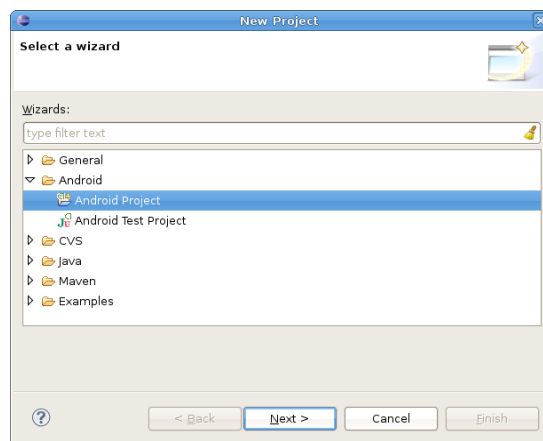 New Project
Select a wizard
Wizards:
type filter text
General
Android
Android Project
Android Test Project
CVS
Java
Maven
Examples
< Back Next > Cancel Finish